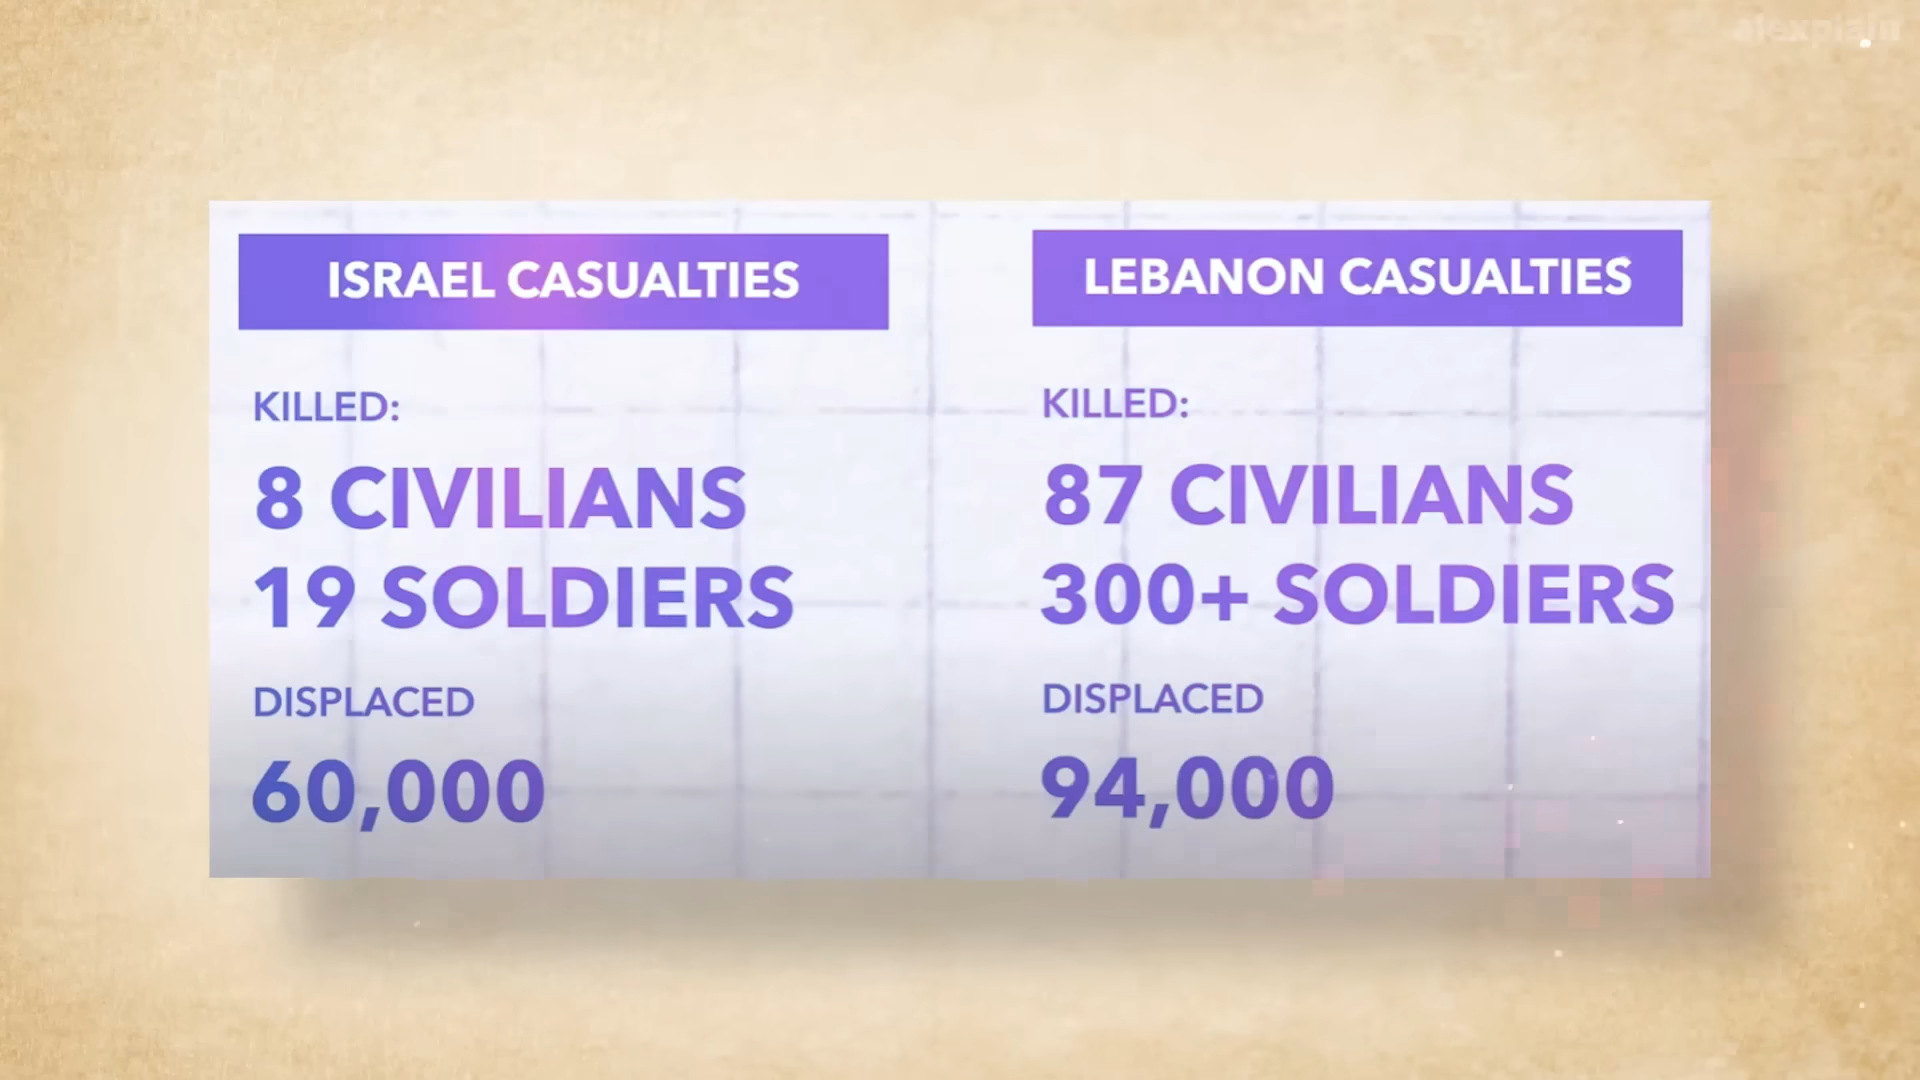 alexplain
ISRAEL CASUALTIES
KILLED:
8 CIVILIANS
19 SOLDIERS
DISPLACED
60,000
LEBANON CASUALTIES
KILLED:
87 CIVILIANS
300+ SOLDIERS
DISPLACED
94,000